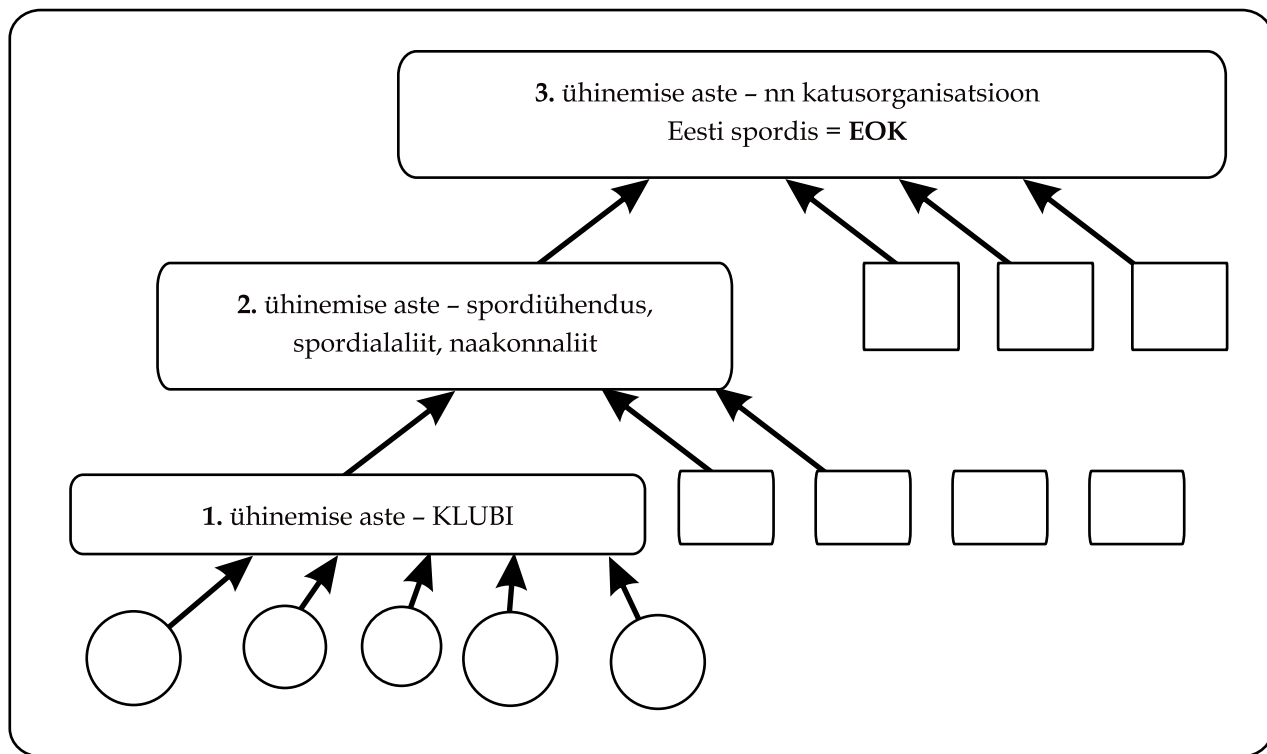 3. ühinemise aste – nn katusorganisatsioon
Eesti spordis = EOK
2. ühinemise aste – spordiühendus,
spordialaliit, naakonnaliit
1. ühinemise aste – KLUBI